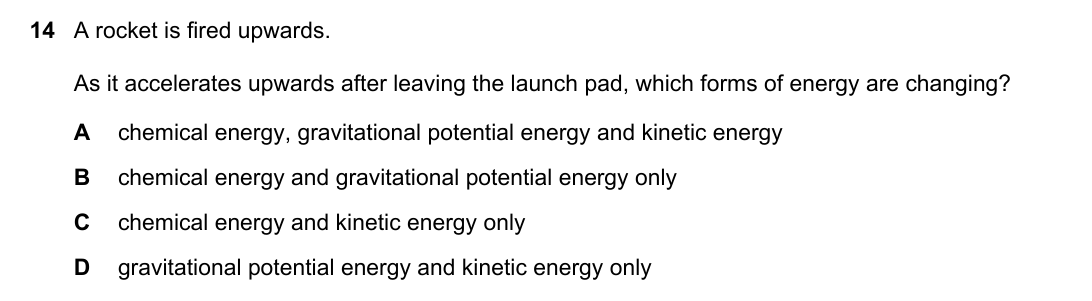 14 A rocket is fired upwards.
As it accelerates upwards after leaving the launch pad, which forms of energy are changing?
A chemical energy, gravitational potential energy and kinetic energy
B chemical energy and gravitational potential energy only
C chemical energy and kinetic energy only
D gravitational potential energy and kinetic energy only